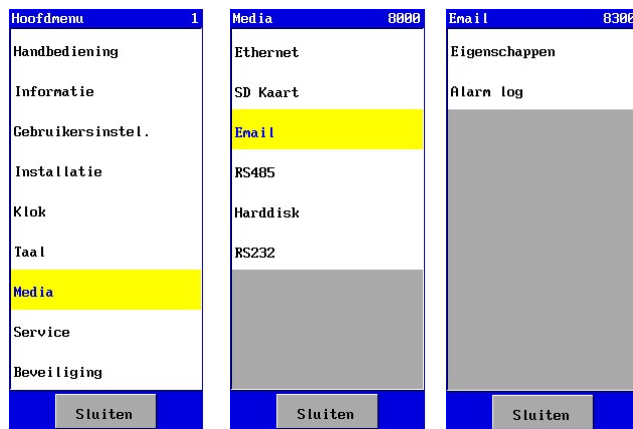 Hoofdmenu 1
Handbediening
Informatie
Gebruikersinstel.
Installatie
Klok
Taal
Media
Service
Beveiliging
Sluiten
Media 8000
Ethernet
SD Kaart
Email
RS485
Harddisk
RS232
Sluiten
Email 8300
Eigenschappen
Alarm log
Sluiten